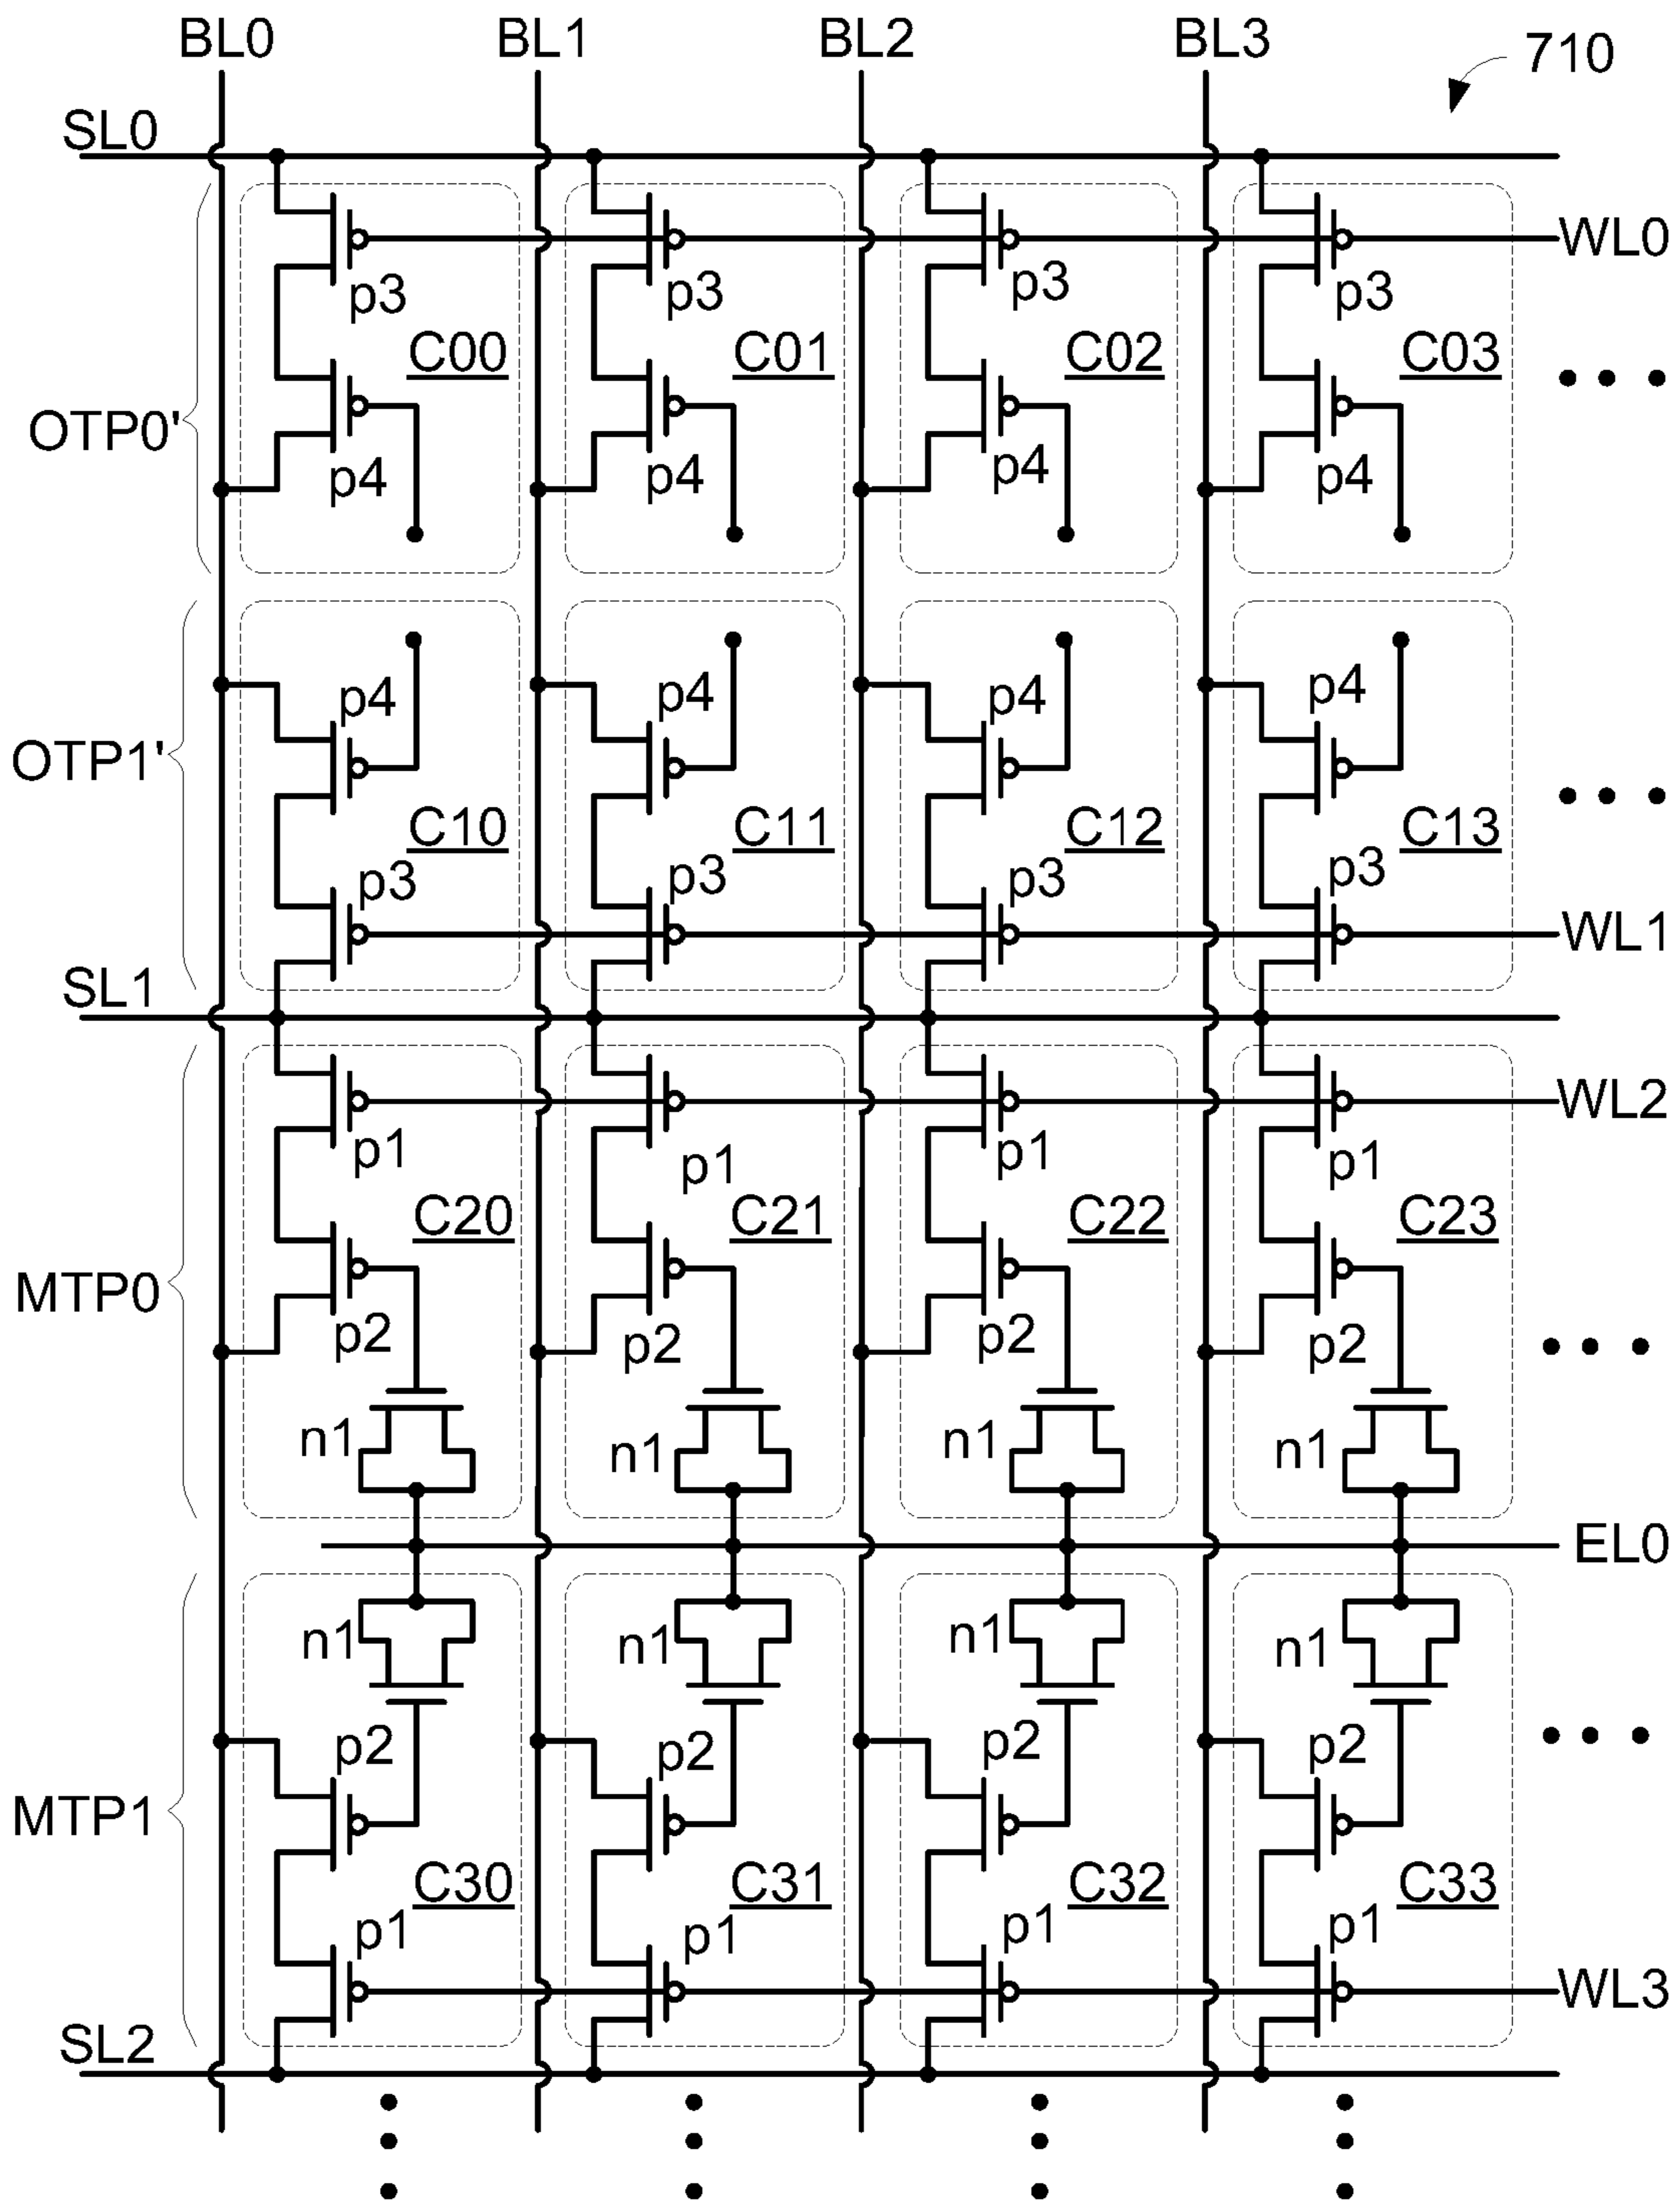 BL0 BL1 BL2 BL3
710
SL0
WL0
p3 p3 p3 p3
C00 C01 C02 C03
OTP0'
p4 p4 p4 p4
OTP1'
p4 p4 p4 p4
C10 C11 C12 C13
p3 p3 p3 p3
WL1
SL1
WL2
p1 p1 p1 p1
C20 C21 C22 C23
MTP0
p2 p2 p2 p2
n1 n1 n1 n1
EL0
n1 n1 n1 n1
p2 p2 p2 p2
MTP1
C30 C31 C32 C33
p1 p1 p1 p1
WL3
SL2